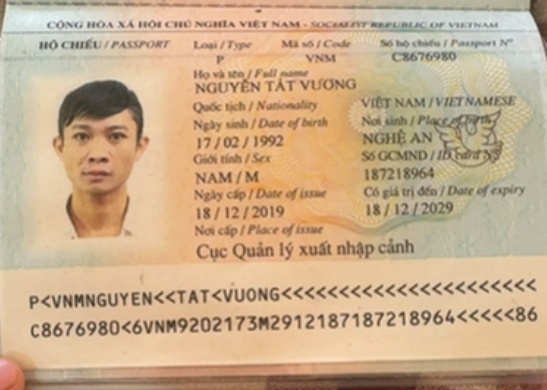 CỘNG HÒA XÃ HỘI CHỦ NGHĨA VIỆT NAM - SOCIALIST REPUBLIC OF VIETNAM
HỘ CHIẾU / PASSPORT Loại / Type Mã số / Code Số hộ chiếu / Passport Nº
P VNM C8676980
Họ và tên / Full name
NGUYỄN TẤT VƯƠNG
Quốc tịch / Nationality VIỆT NAM / VIETNAMESE
Ngày sinh / Date of birth Nơi sinh / Place of birth
17 / 02 / 1992 NGHỆ AN
Giới tính / Sex Số GCMND / ID card Nº
NAM / M 187218964
Ngày cấp / Date of issue Có giá trị đến / Date of expiry
18 / 12 / 2019 18 / 12 / 2029
Nơi cấp / Place of issue
Cục Quản lý xuất nhập cảnh
P<VNMNGUYEN<<TAT<VUONG<<<<<<<<<<<<<<<<<<<<<<
C8676980<6VNM9202173M2912187187218964<<<<<86